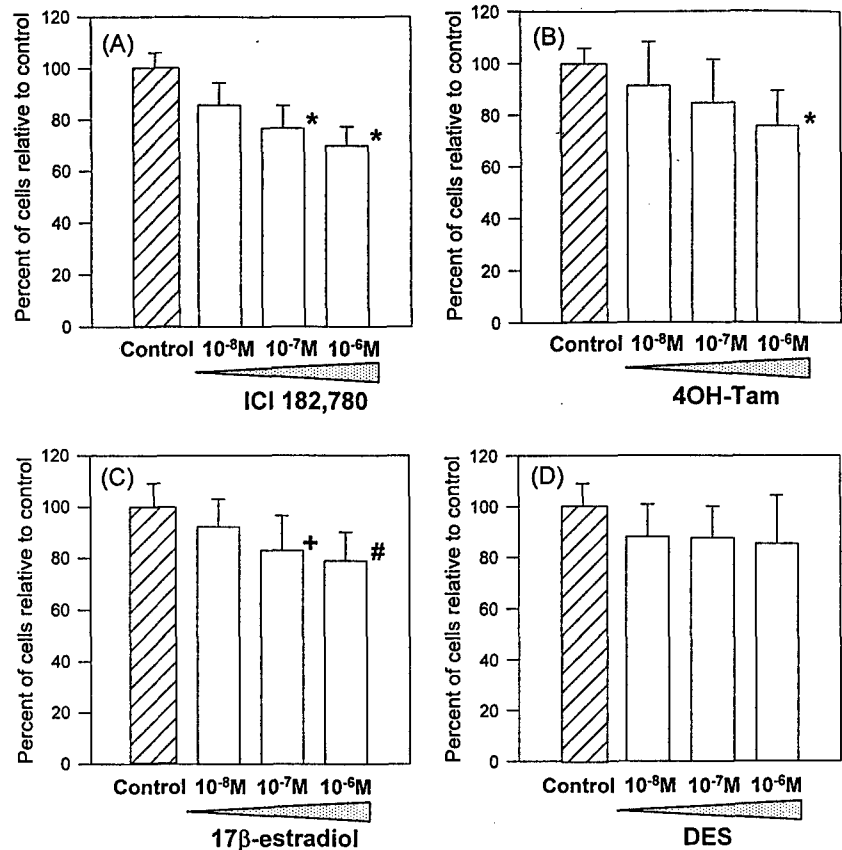 (A)
Percent of cells relative to control
120
100
80
60
40
20
0
Control 10⁻⁸M 10⁻⁷M 10⁻⁶M
* *
ICI 182,780
(B)
Percent of cells relative to control
120
100
80
60
40
20
0
Control 10⁻⁸M 10⁻⁷M 10⁻⁶M
*
4OH-Tam
(C)
Percent of cells relative to control
120
100
80
60
40
20
0
Control 10⁻⁸M 10⁻⁷M 10⁻⁶M
+ #
17β-estradiol
(D)
Percent of cells relative to control
120
100
80
60
40
20
0
Control 10⁻⁸M 10⁻⁷M 10⁻⁶M
DES